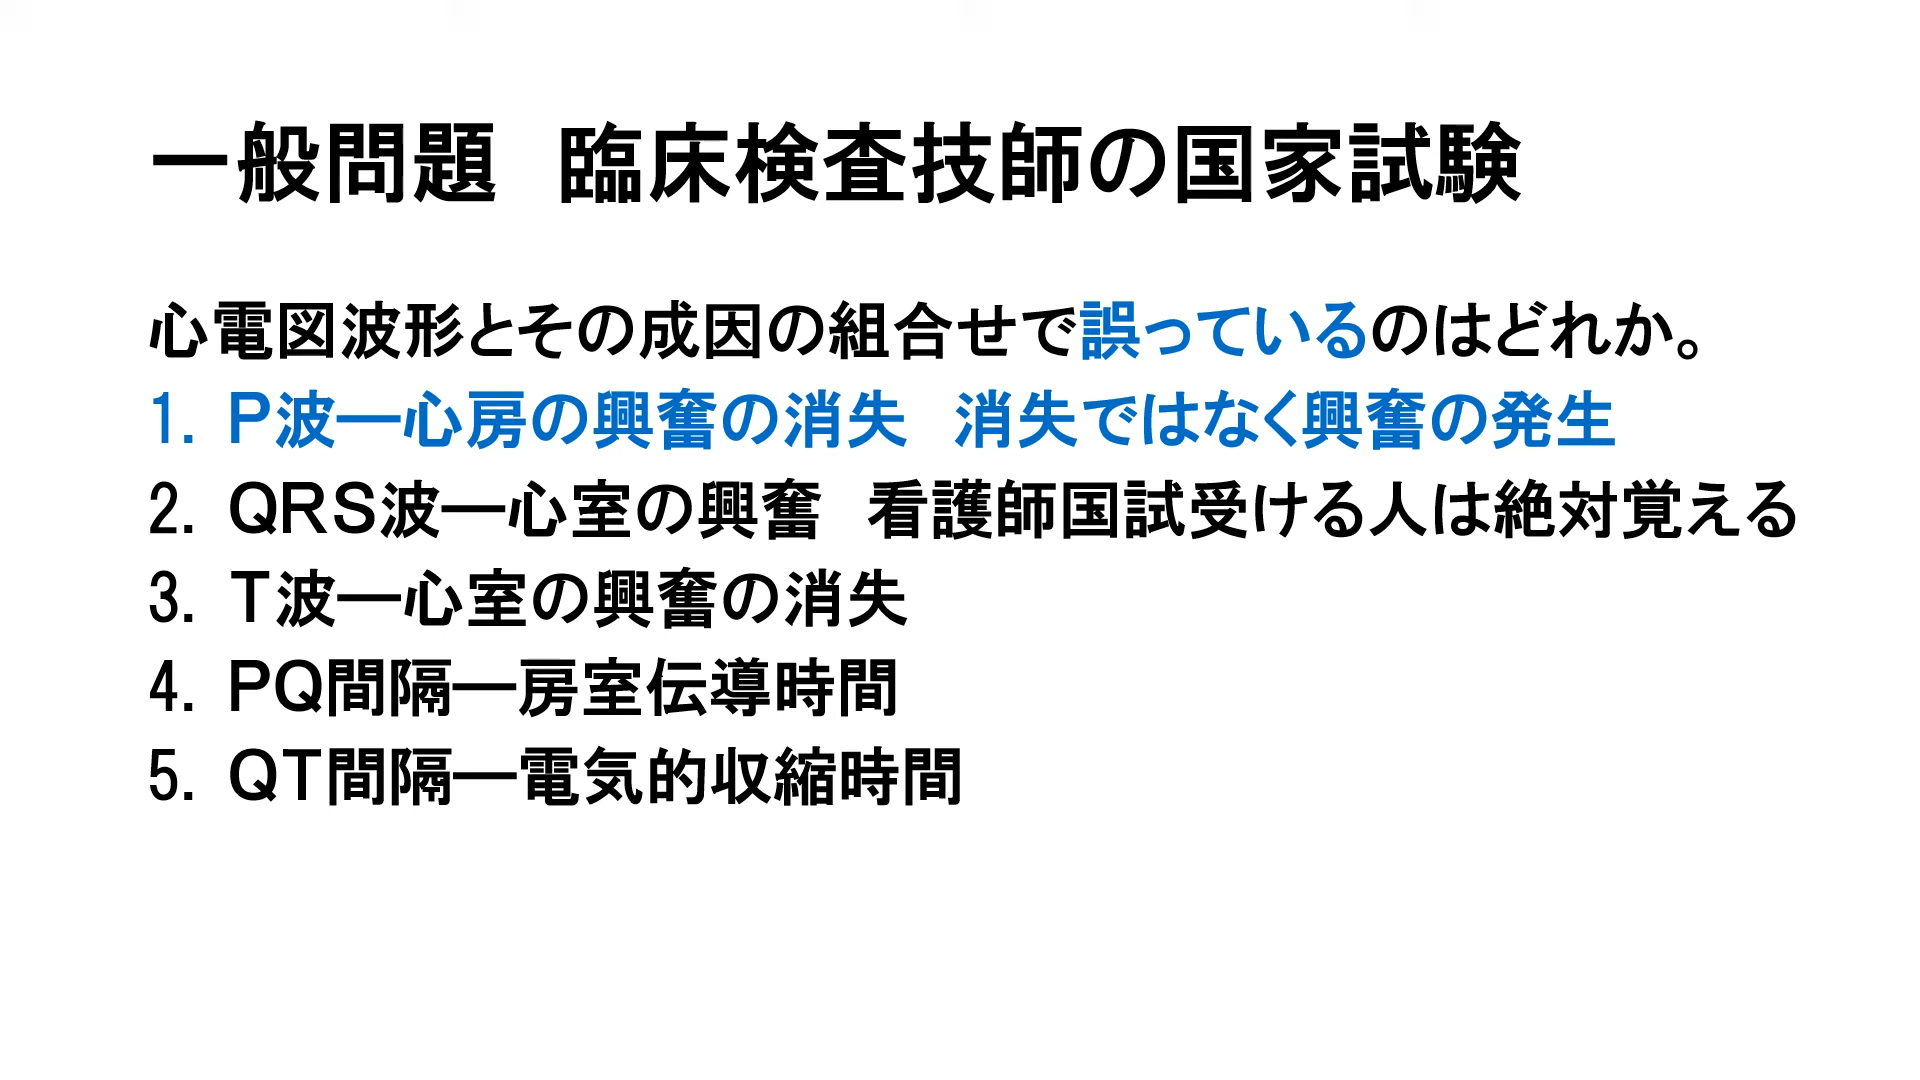 一般問題　臨床検査技師の国家試験
心電図波形とその成因の組合せで誤っているのはどれか。
1. P波―心房の興奮の消失　消失ではなく興奮の発生
2. QRS波―心室の興奮　看護師国試受ける人は絶対覚える
3. T波―心室の興奮の消失
4. PQ間隔―房室伝導時間
5. QT間隔―電気的収縮時間